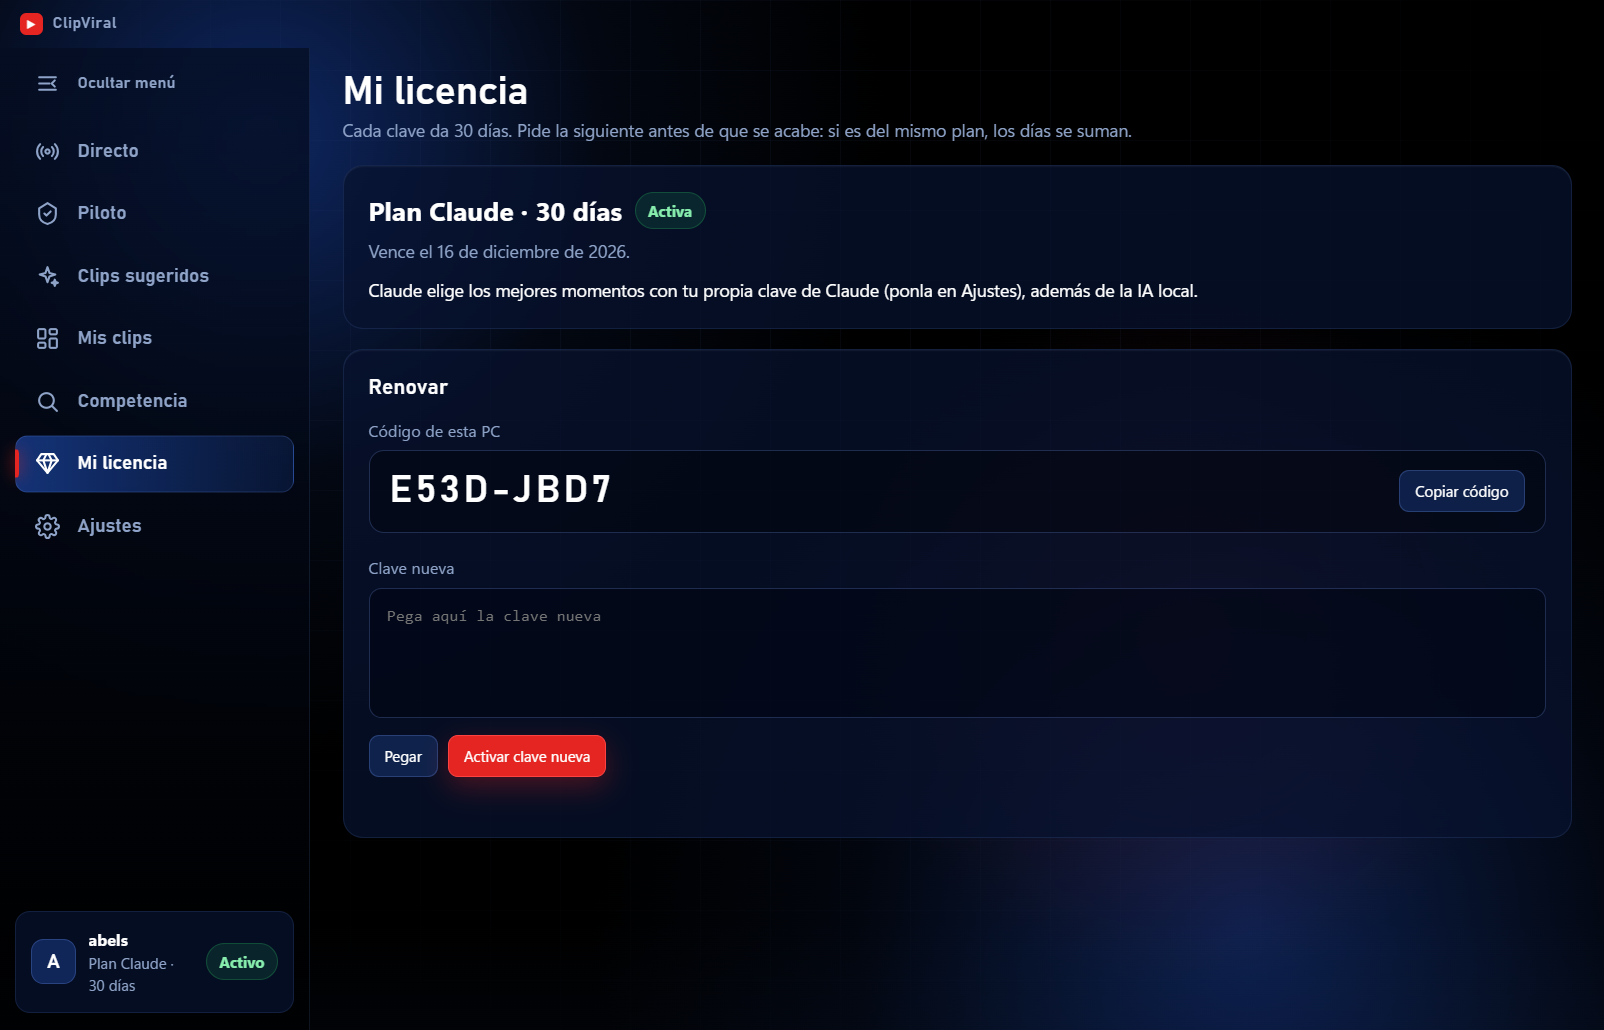 ClipViral
Ocultar menú
Directo
Piloto
Clips sugeridos
Mis clips
Competencia
Mi licencia
Ajustes
abels
Plan Claude ·
30 días
Activo
A
Mi licencia
Cada clave da 30 días. Pide la siguiente antes de que se acabe: si es del mismo plan, los días se suman.
Plan Claude · 30 días
Activa
Vence el 16 de diciembre de 2026.
Claude elige los mejores momentos con tu propia clave de Claude (ponla en Ajustes), además de la IA local.
Renovar
Código de esta PC
E53D-JBD7
Copiar código
Clave nueva
Pega aquí la clave nueva
Pegar
Activar clave nueva